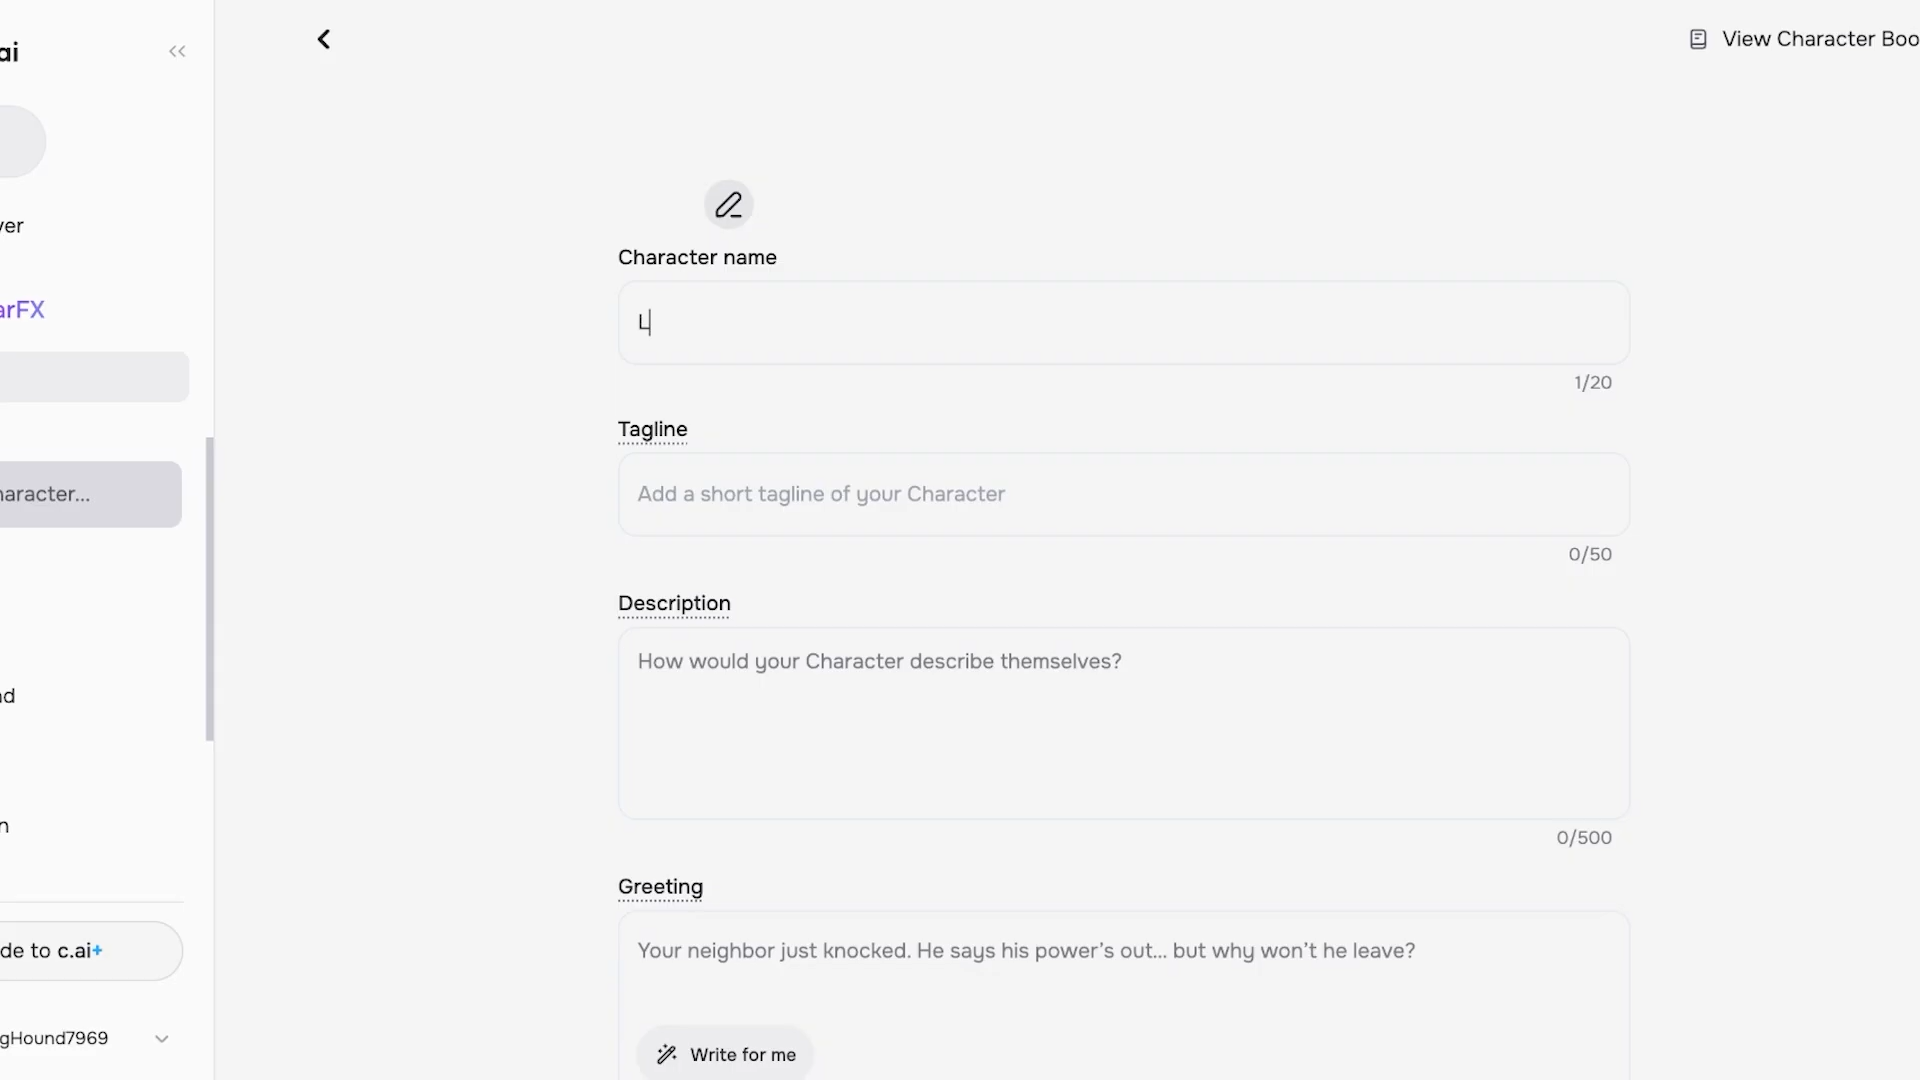 ai
View Character Boo
ver
Character name
arFX
L
1/20
Tagline
haracter...
Add a short tagline of your Character
0/50
Description
How would your Character describe themselves?
nd
n
0/500
Greeting
de to c.ai+
Your neighbor just knocked. He says his power’s out... but why won’t he leave?
gHound7969
Write for me